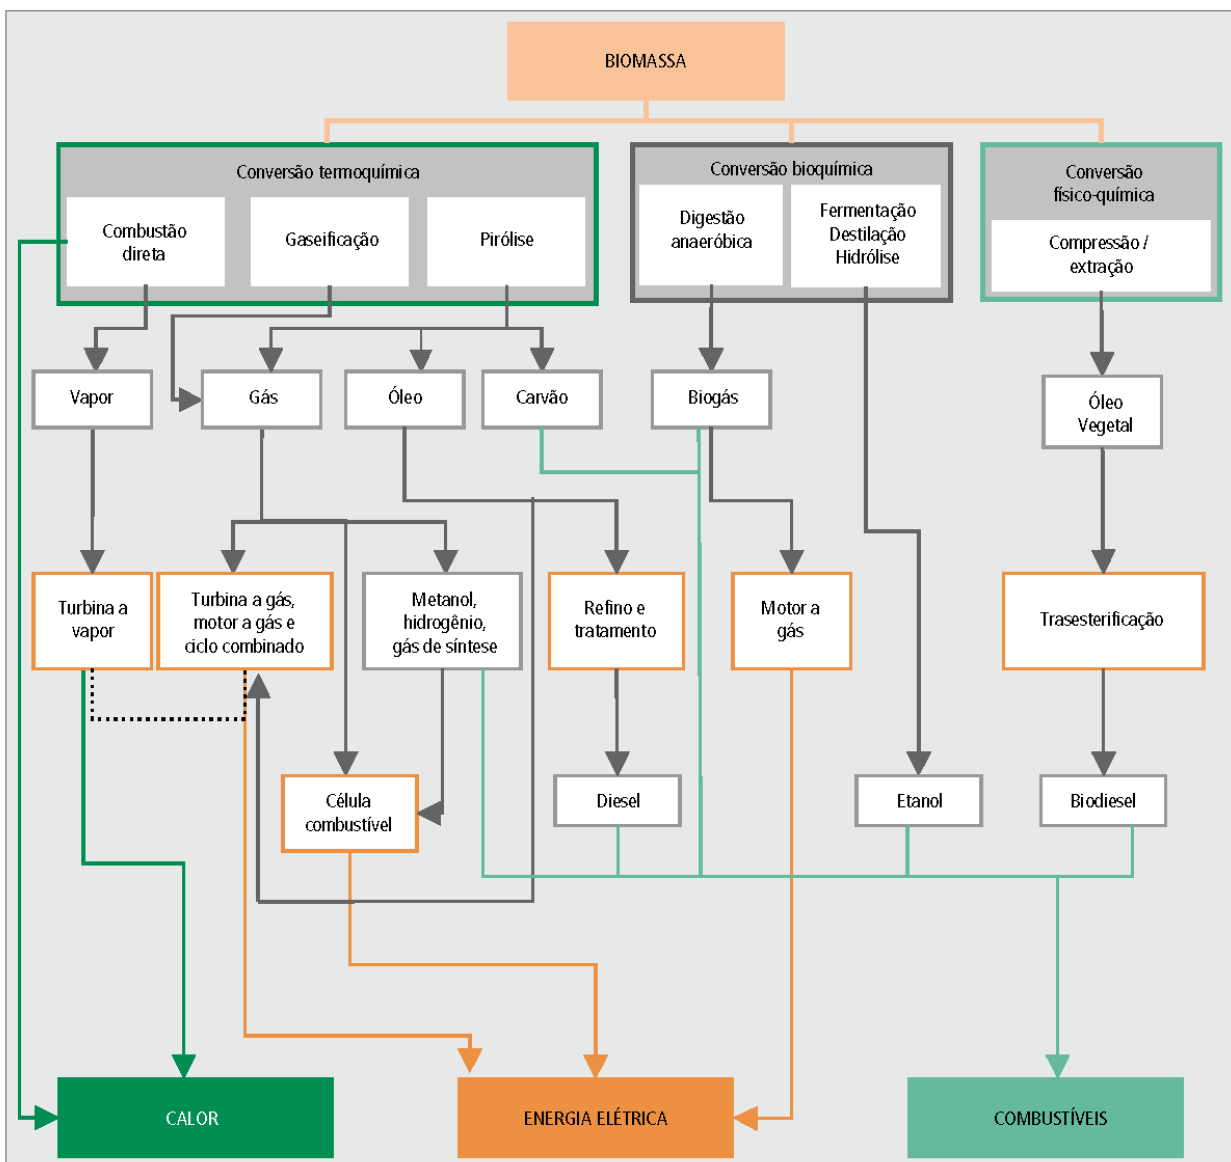 BIOMASSA
Conversão termoquímica
Combustão
direta
Gaseificação
Pirólise
Conversão bioquímica
Digestão
anaeróbica
Fermentação
Destilação
Hidrólise
Conversão
físico-química
Compressão /
extração
Vapor
Gás
Óleo
Carvão
Biogás
Óleo
Vegetal
Turbina a
vapor
Turbina a gás,
motor a gás e
ciclo combinado
Metanol,
hidrogênio,
gás de síntese
Refino e
tratamento
Motor a
gás
Trasesterificação
Célula
combustível
Diesel
Etanol
Biodiesel
CALOR
ENERGIA ELÉTRICA
COMBUSTÍVEIS